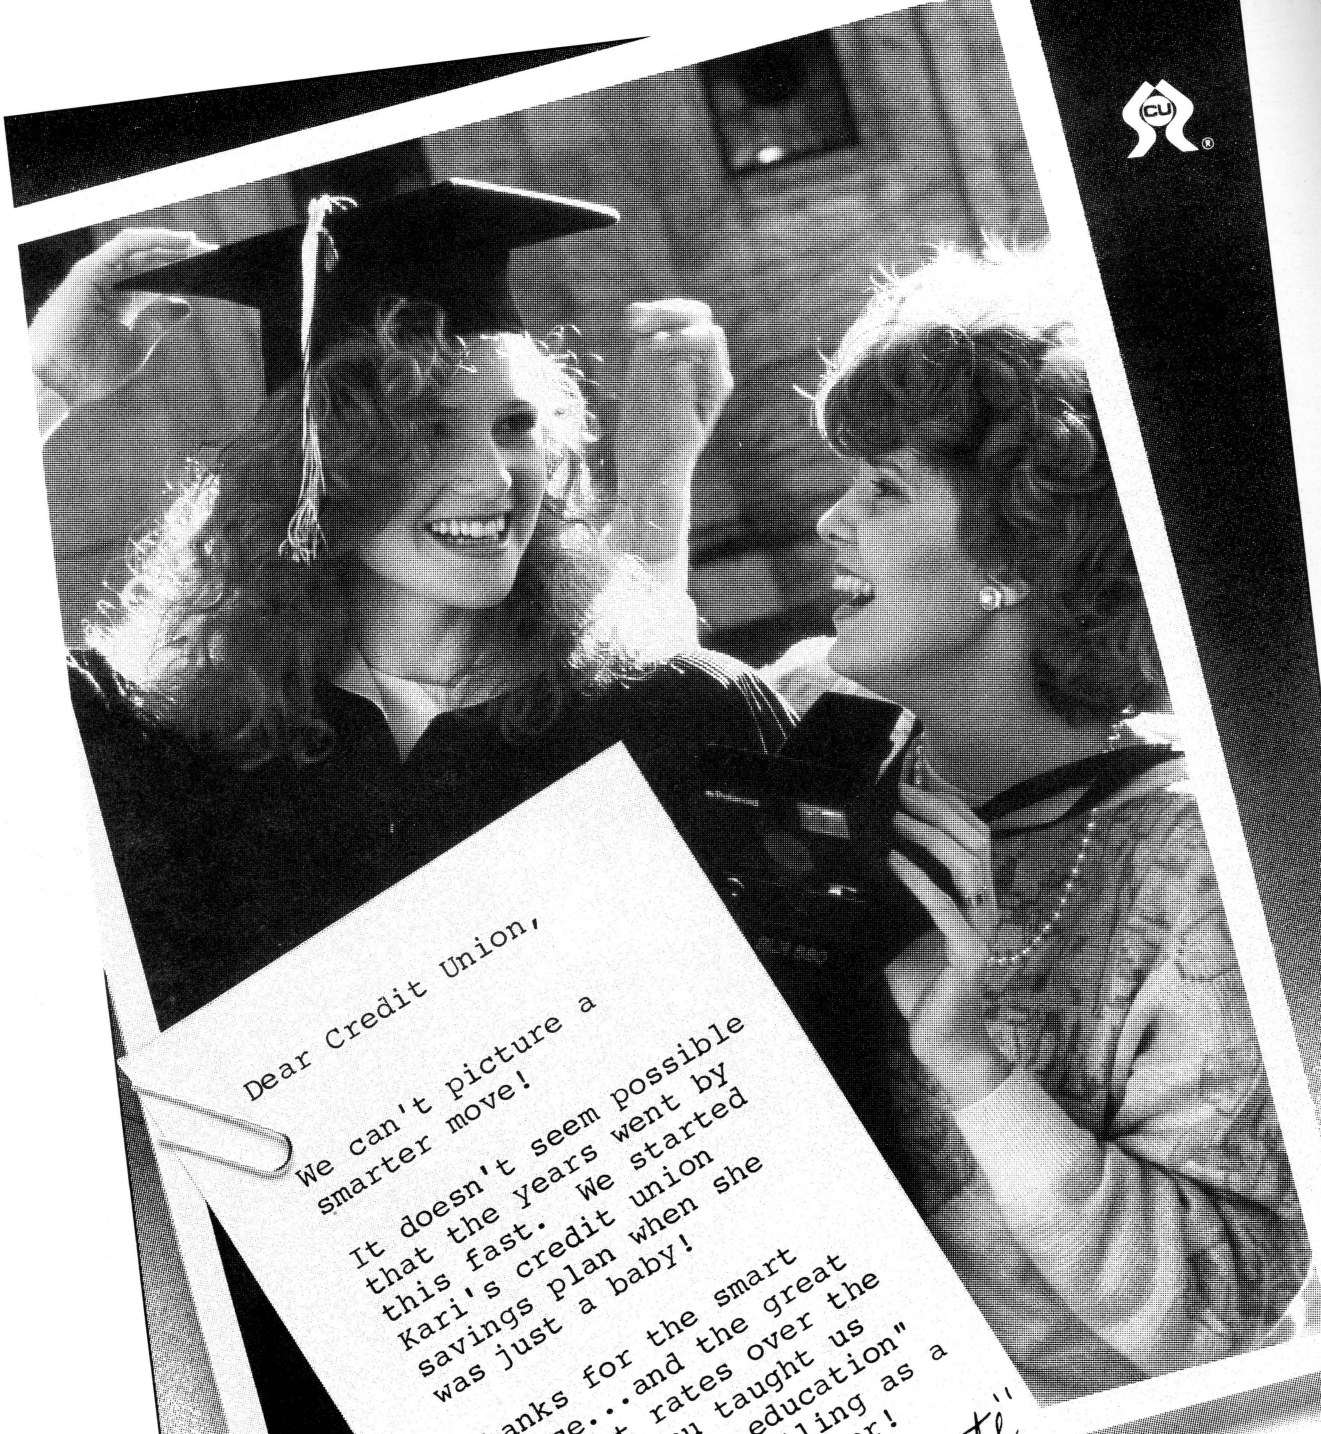 CU
®
Dear Credit Union,
We can't picture a
smarter move!
It doesn't seem possible
that the years went by
this fast. We started
Kari's credit union
savings plan when she
was just a baby!
for the smart
and the great
rates over the
taught us
education"
as a